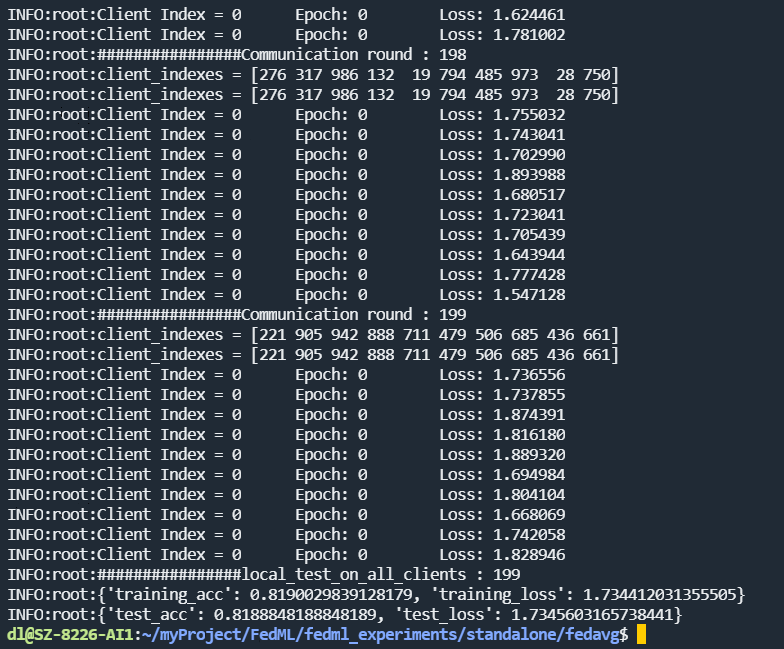 INFO:root:Client Index = 0      Epoch: 0        Loss: 1.624461
INFO:root:Client Index = 0      Epoch: 0        Loss: 1.781002
INFO:root:################Communication round : 198
INFO:root:client_indexes = [276 317 986 132  19 794 485 973  28 750]
INFO:root:client_indexes = [276 317 986 132  19 794 485 973  28 750]
INFO:root:Client Index = 0      Epoch: 0        Loss: 1.755032
INFO:root:Client Index = 0      Epoch: 0        Loss: 1.743041
INFO:root:Client Index = 0      Epoch: 0        Loss: 1.702990
INFO:root:Client Index = 0      Epoch: 0        Loss: 1.893988
INFO:root:Client Index = 0      Epoch: 0        Loss: 1.680517
INFO:root:Client Index = 0      Epoch: 0        Loss: 1.723041
INFO:root:Client Index = 0      Epoch: 0        Loss: 1.705439
INFO:root:Client Index = 0      Epoch: 0        Loss: 1.643944
INFO:root:Client Index = 0      Epoch: 0        Loss: 1.777428
INFO:root:Client Index = 0      Epoch: 0        Loss: 1.547128
INFO:root:################Communication round : 199
INFO:root:client_indexes = [221 905 942 888 711 479 506 685 436 661]
INFO:root:client_indexes = [221 905 942 888 711 479 506 685 436 661]
INFO:root:Client Index = 0      Epoch: 0        Loss: 1.736556
INFO:root:Client Index = 0      Epoch: 0        Loss: 1.737855
INFO:root:Client Index = 0      Epoch: 0        Loss: 1.874391
INFO:root:Client Index = 0      Epoch: 0        Loss: 1.816180
INFO:root:Client Index = 0      Epoch: 0        Loss: 1.889320
INFO:root:Client Index = 0      Epoch: 0        Loss: 1.694984
INFO:root:Client Index = 0      Epoch: 0        Loss: 1.804104
INFO:root:Client Index = 0      Epoch: 0        Loss: 1.668069
INFO:root:Client Index = 0      Epoch: 0        Loss: 1.742058
INFO:root:Client Index = 0      Epoch: 0        Loss: 1.828946
INFO:root:################local_test_on_all_clients : 199
INFO:root:{'training_acc': 0.8190029839128179, 'training_loss': 1.734412031355505}
INFO:root:{'test_acc': 0.8188848188848189, 'test_loss': 1.7345603165738441}
dl@SZ-8226-AI1:~/myProject/FedML/fedml_experiments/standalone/fedavg$